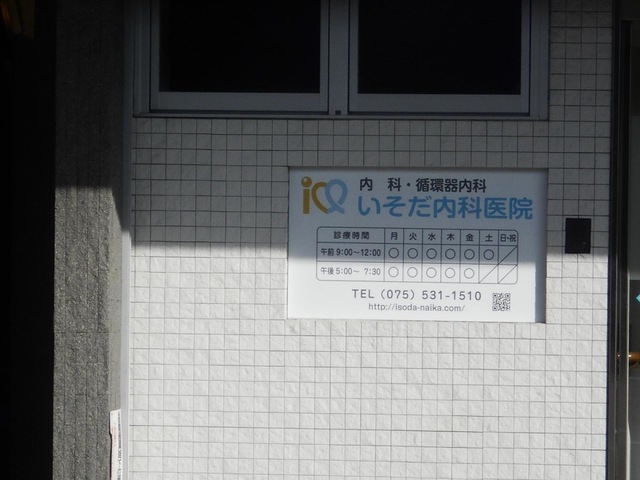 内 科・循環器内科
いそだ内科医院
診療時間 月 火 水 木 金 土 日・祝
午前 9:00～12:00 ○ ○ ○ ○ ○ ○ ／
午後 5:00～ 7:30 ○ ○ ○ ○ ○ ／ ／
TEL (075) 531-1510
http://isoda-naika.com/